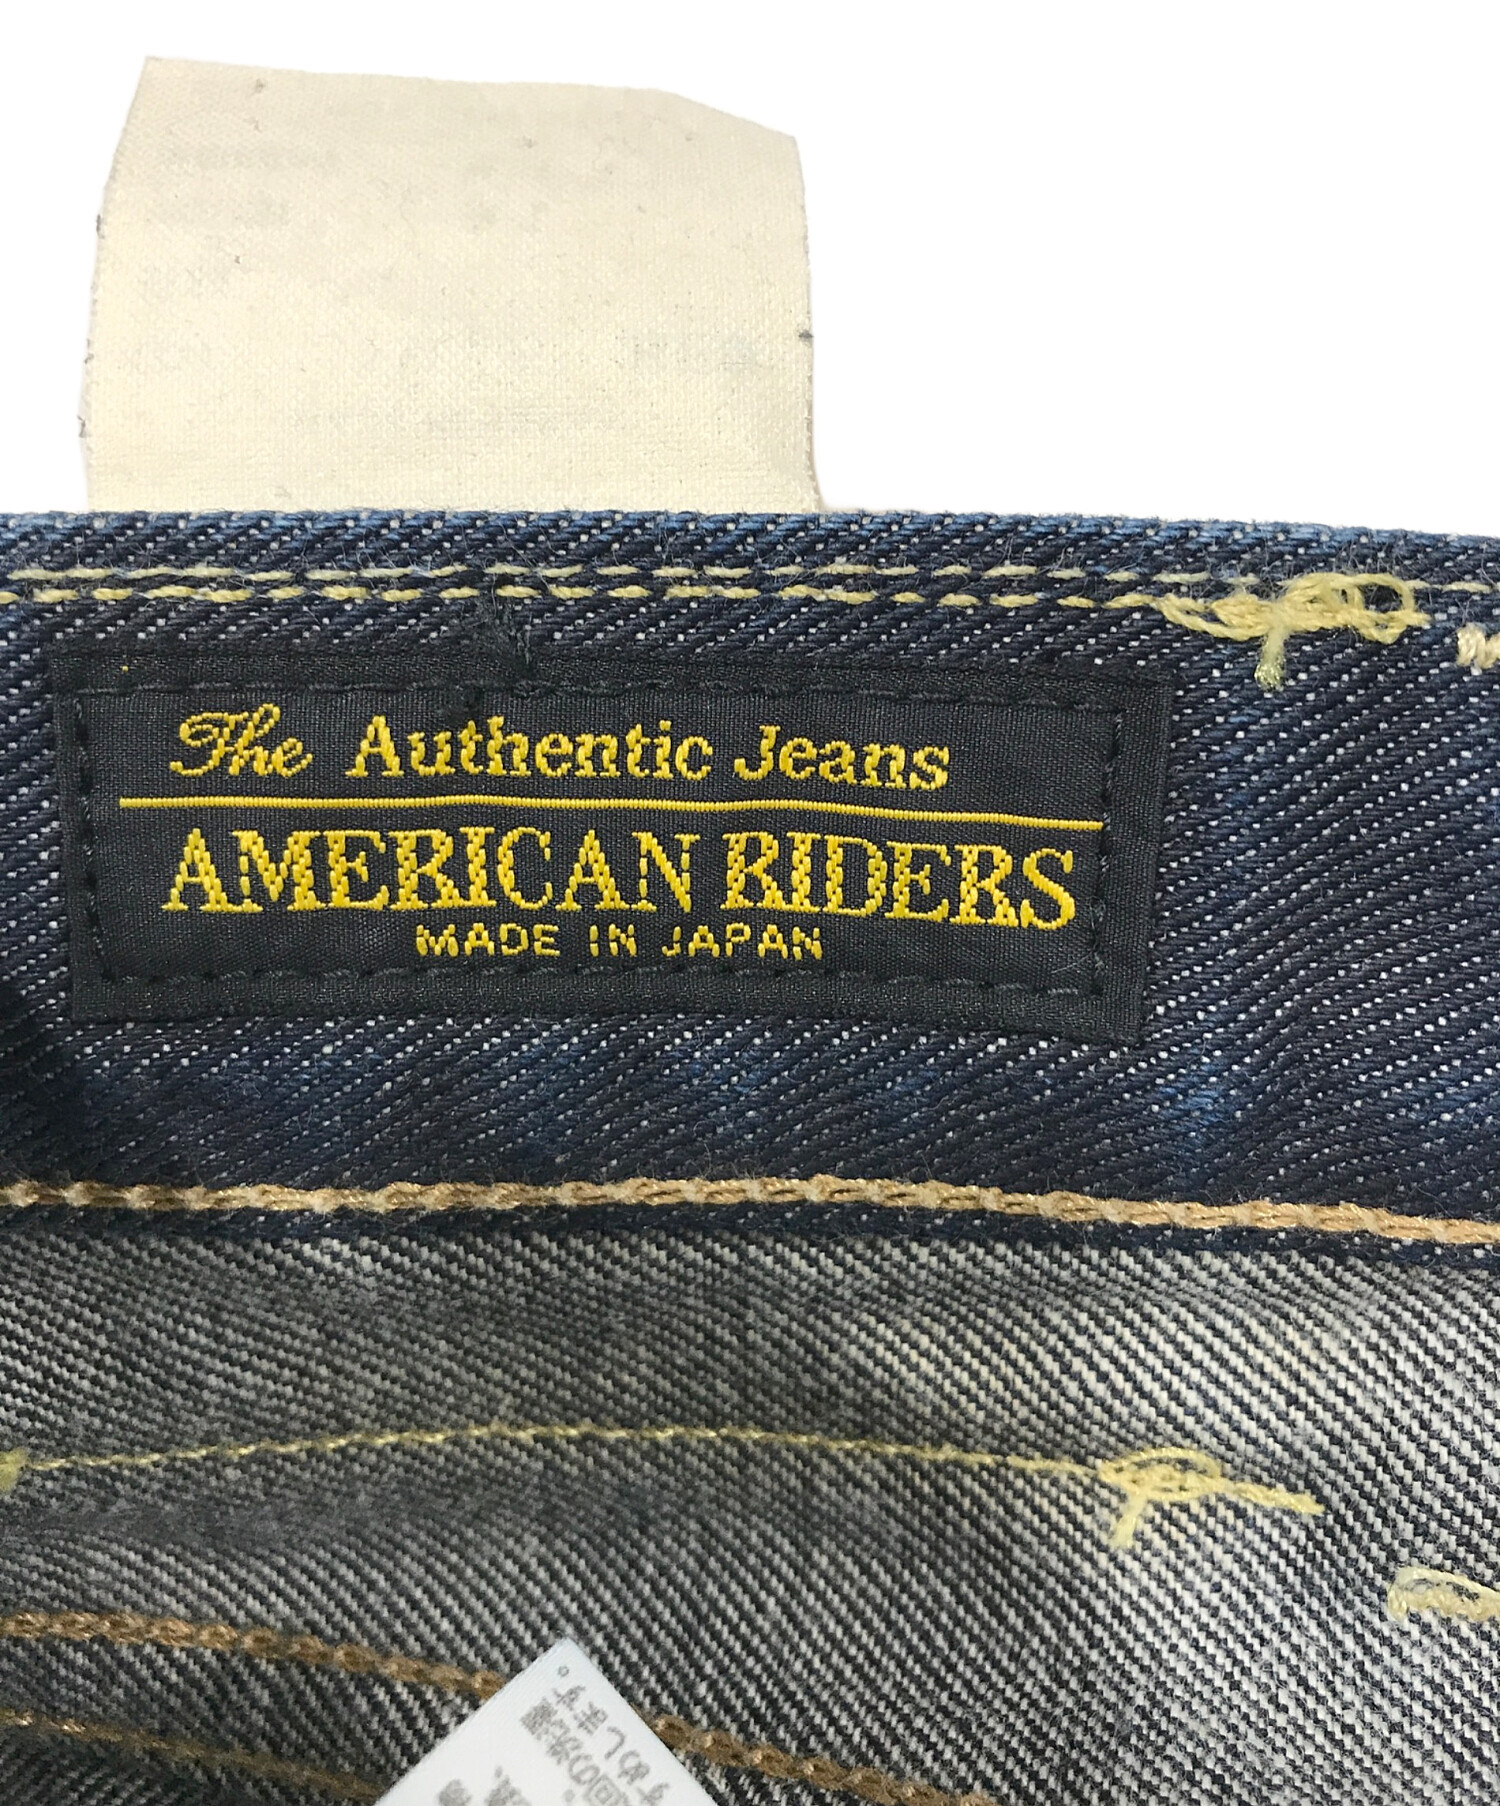 The Authentic Jeans
AMERICAN RIDERS
MADE IN JAPAN